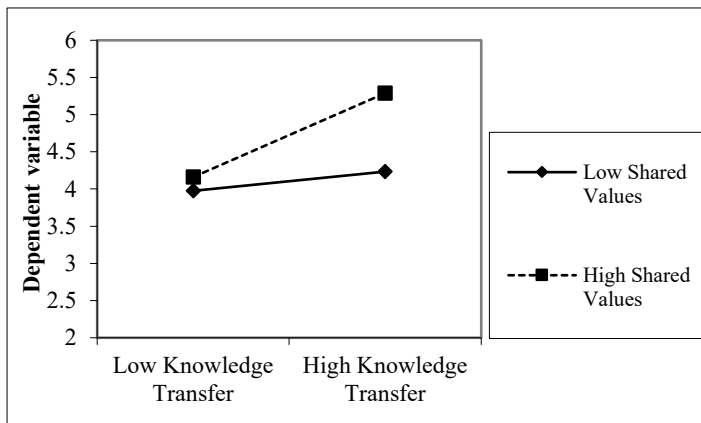 Dependent variable
6
5.5
5
4.5
4
3.5
3
2.5
2
Low Knowledge
Transfer
High Knowledge
Transfer
Low Shared
Values
High Shared
Values